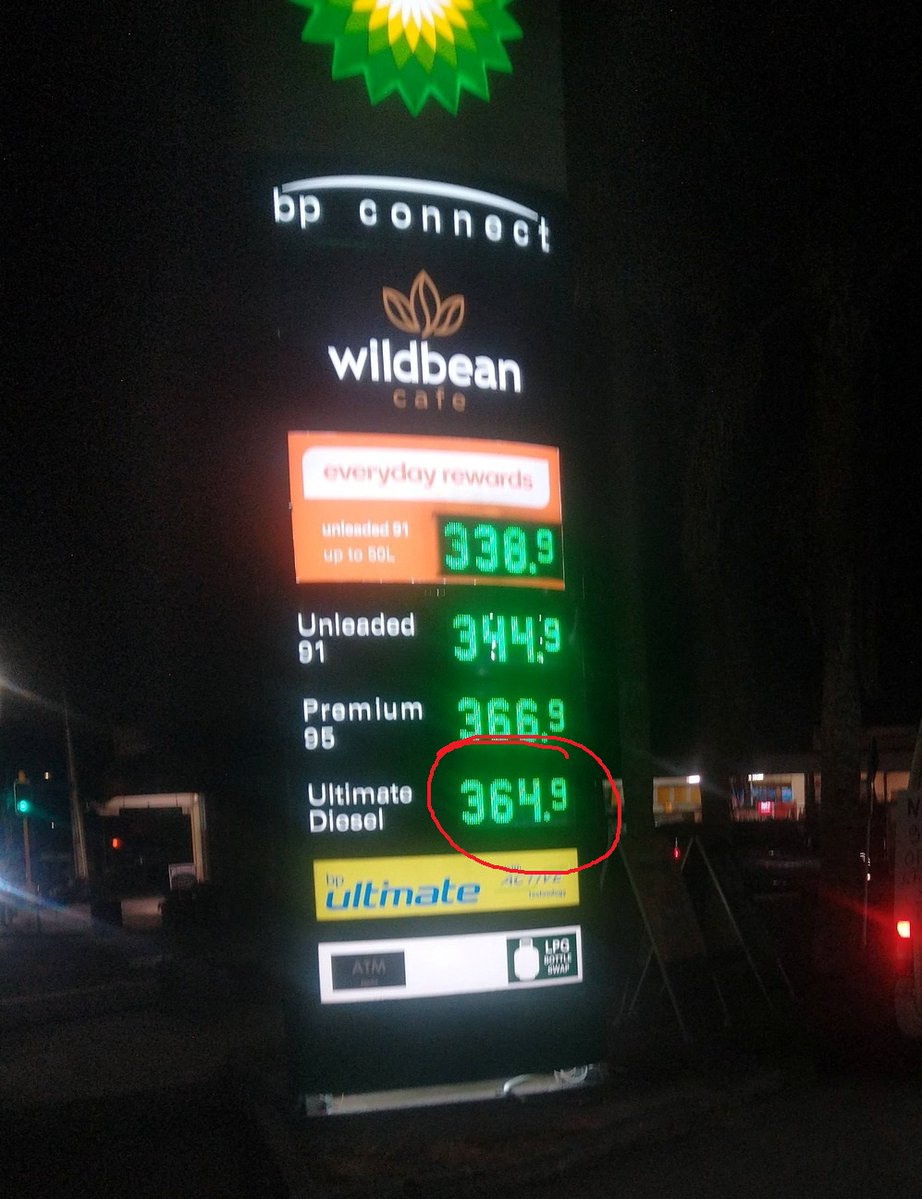 bp connect
wildbean
cafe
everyday rewards
unleaded 91
up to 50L
338.9
Unleaded
91
344.9
Premium
95
366.9
Ultimate
Diesel
364.9
bp
ultimate
with
ACTIVE
technology
ATM
LPG
BOTTLE
SWAP